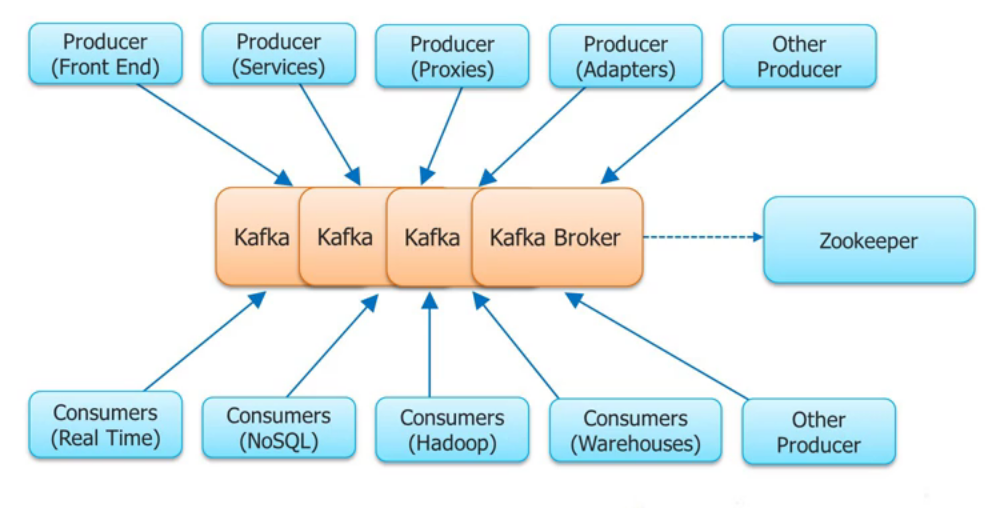 Producer
(Front End)
Producer
(Services)
Producer
(Proxies)
Producer
(Adapters)
Other
Producer
Kafka
Kafka
Kafka
Kafka Broker
Zookeeper
Consumers
(Real Time)
Consumers
(NoSQL)
Consumers
(Hadoop)
Consumers
(Warehouses)
Other
Producer